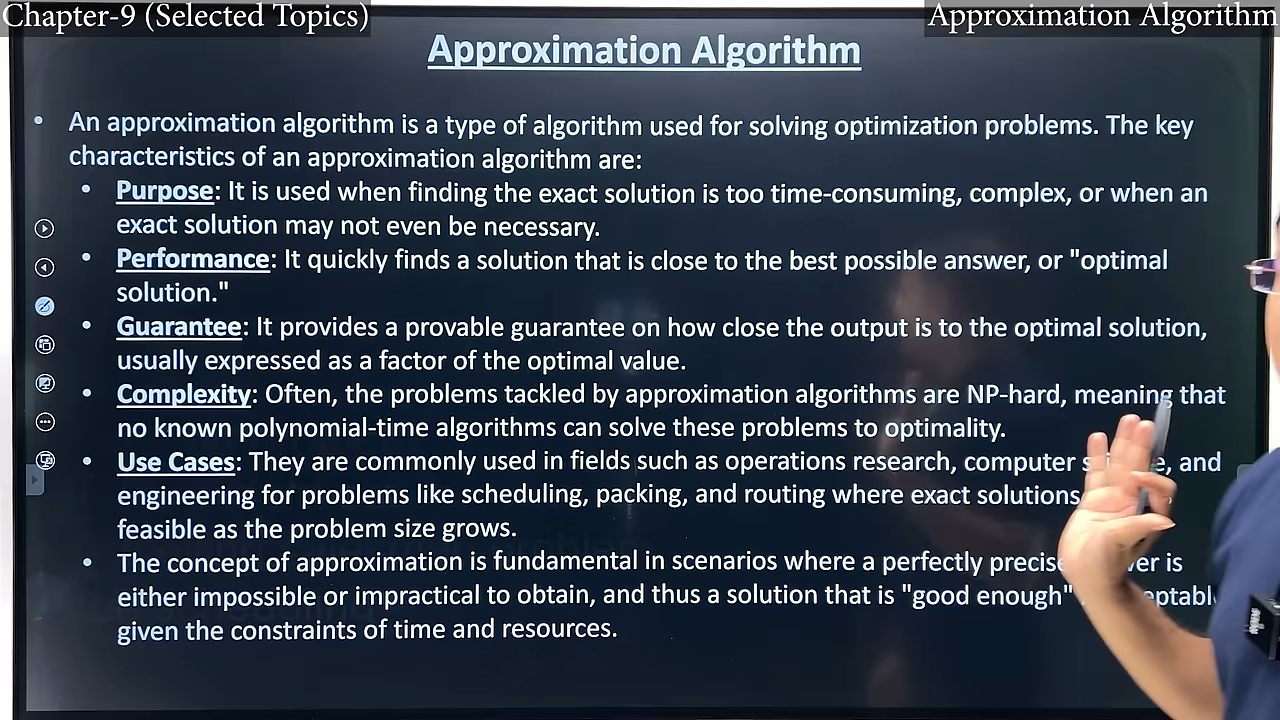 Chapter-9 (Selected Topics)
Approximation Algorithm
Approximation Algorithm
• An approximation algorithm is a type of algorithm used for solving optimization problems. The key
characteristics of an approximation algorithm are:
• Purpose: It is used when finding the exact solution is too time-consuming, complex, or when an
exact solution may not even be necessary.
• Performance: It quickly finds a solution that is close to the best possible answer, or "optimal
solution."
• Guarantee: It provides a provable guarantee on how close the output is to the optimal solution,
usually expressed as a factor of the optimal value.
• Complexity: Often, the problems tackled by approximation algorithms are NP-hard, meaning that
no known polynomial-time algorithms can solve these problems to optimality.
• Use Cases: They are commonly used in fields such as operations research, computer and
engineering for problems like scheduling, packing, and routing where exact solutions
feasible as the problem size grows.
• The concept of approximation is fundamental in scenarios where a perfectly precise is
either impossible or impractical to obtain, and thus a solution that is "good enough"
given the constraints of time and resources.